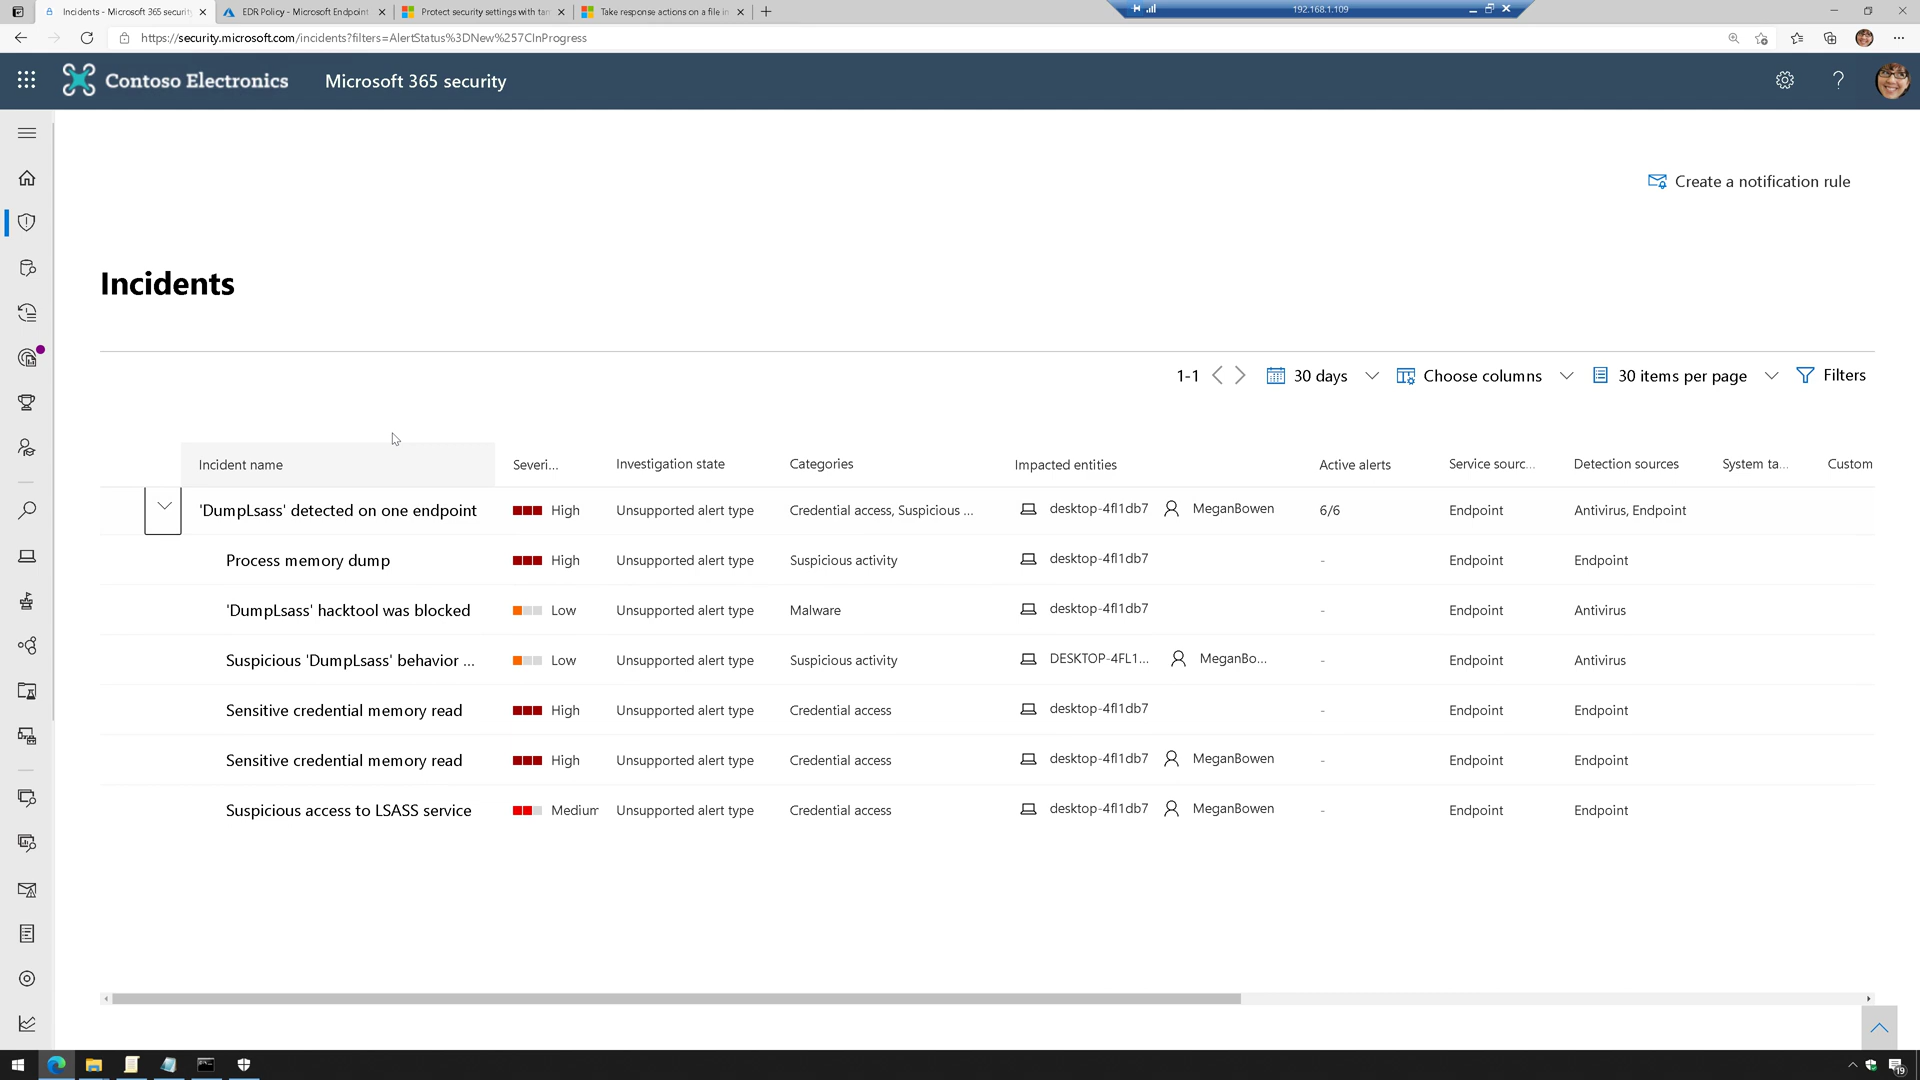 Incidents - Microsoft 365 security
EDR Policy - Microsoft Endpoint
Protect security settings with tam
Take response actions on a file in
192.168.1.109
https://security.microsoft.com/incidents?filters=AlertStatus%3DNew%257CInProgress
Contoso Electronics
Microsoft 365 security
?
Create a notification rule
Incidents
1-1
30 days
Choose columns
30 items per page
Filters
Incident name Severi... Investigation state Categories Impacted entities Active alerts Service sourc... Detection sources System ta... Custom
'DumpLsass' detected on one endpoint High Unsupported alert type Credential access, Suspicious ... desktop-4fl1db7 MeganBowen 6/6 Endpoint Antivirus, Endpoint
Process memory dump High Unsupported alert type Suspicious activity desktop-4fl1db7 - Endpoint Endpoint
'DumpLsass' hacktool was blocked Low Unsupported alert type Malware desktop-4fl1db7 - Endpoint Antivirus
Suspicious 'DumpLsass' behavior ... Low Unsupported alert type Suspicious activity DESKTOP-4FL1... MeganBo... - Endpoint Antivirus
Sensitive credential memory read High Unsupported alert type Credential access desktop-4fl1db7 - Endpoint Endpoint
Sensitive credential memory read High Unsupported alert type Credential access desktop-4fl1db7 MeganBowen - Endpoint Endpoint
Suspicious access to LSASS service Medium Unsupported alert type Credential access desktop-4fl1db7 MeganBowen - Endpoint Endpoint
19